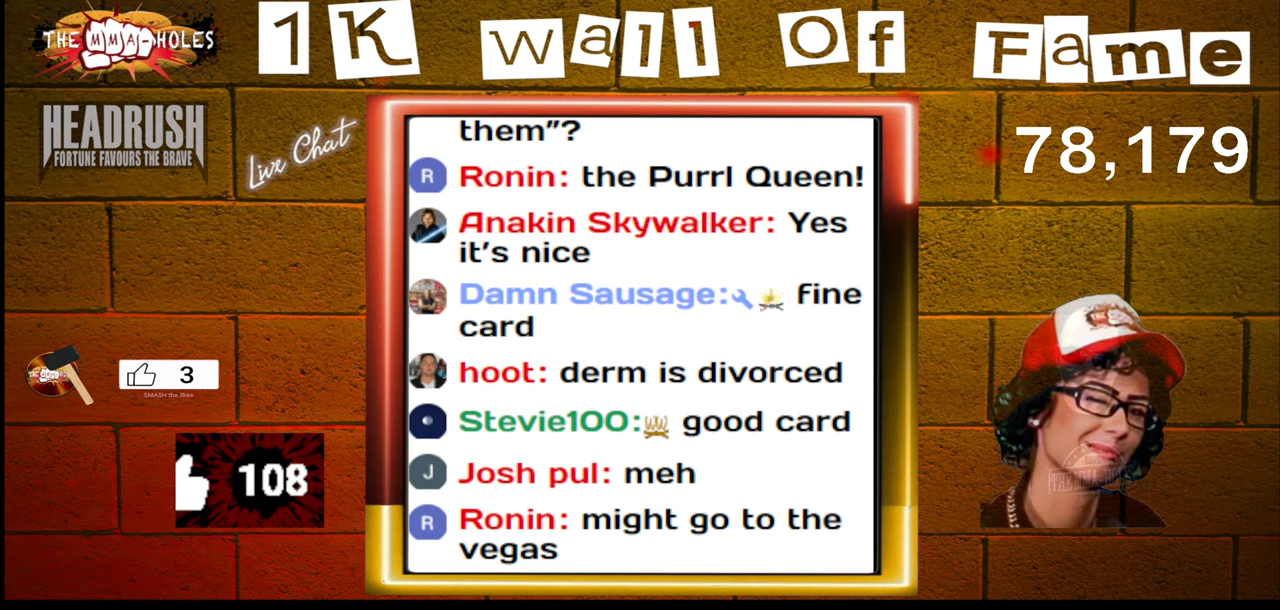 THE MMA-HOLES
1K Wall Of Fame
HEADRUSH
FORTUNE FAVOURS THE BRAVE
Live Chat
78,179
them"?
R Ronin: the Purrl Queen!
Anakin Skywalker: Yes
it's nice
Damn Sausage: fine
card
hoot: derm is divorced
Stevie100: good card
J Josh pul: meh
R Ronin: might go to the
vegas
3
SMASH the likes
108